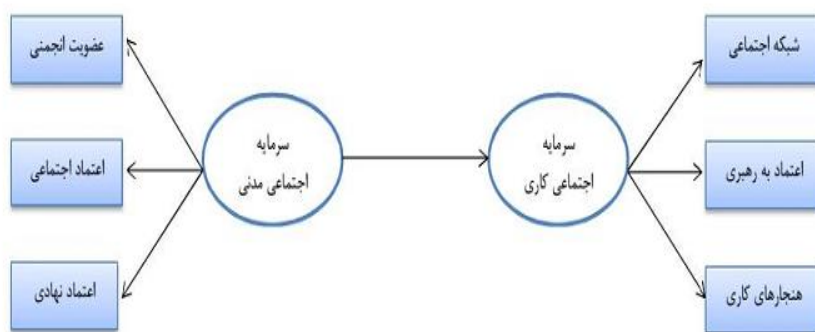 شبکه اجتماعی
اعتماد به رهبری
هنجارهای کاری
سرمایه
اجتماعی کاری
سرمایه
اجتماعی مدنی
عضویت انجمنی
اعتماد اجتماعی
اعتماد نهادی